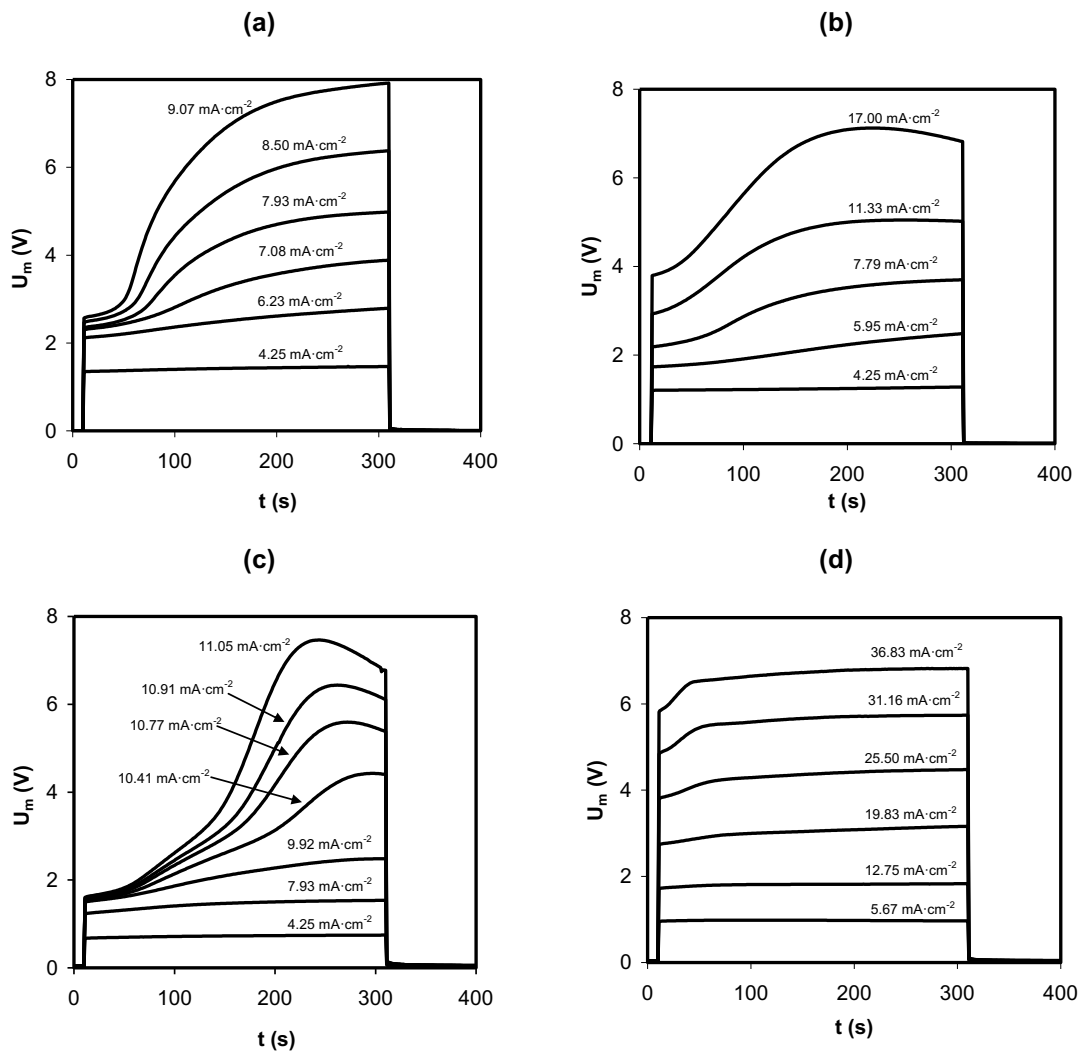 (a)
8
6
4
2
0
U_m (V)
9.07 mA·cm⁻²
8.50 mA·cm⁻²
7.93 mA·cm⁻²
7.08 mA·cm⁻²
6.23 mA·cm⁻²
4.25 mA·cm⁻²
0 100 200 300 400
t (s)
(b)
8
6
4
2
0
U_m (V)
17.00 mA·cm⁻²
11.33 mA·cm⁻²
7.79 mA·cm⁻²
5.95 mA·cm⁻²
4.25 mA·cm⁻²
0 100 200 300 400
t (s)
(c)
8
6
4
2
0
U_m (V)
11.05 mA·cm⁻²
10.91 mA·cm⁻²
10.77 mA·cm⁻²
10.41 mA·cm⁻²
9.92 mA·cm⁻²
7.93 mA·cm⁻²
4.25 mA·cm⁻²
0 100 200 300 400
t (s)
(d)
8
6
4
2
0
U_m (V)
36.83 mA·cm⁻²
31.16 mA·cm⁻²
25.50 mA·cm⁻²
19.83 mA·cm⁻²
12.75 mA·cm⁻²
5.67 mA·cm⁻²
0 100 200 300 400
t (s)